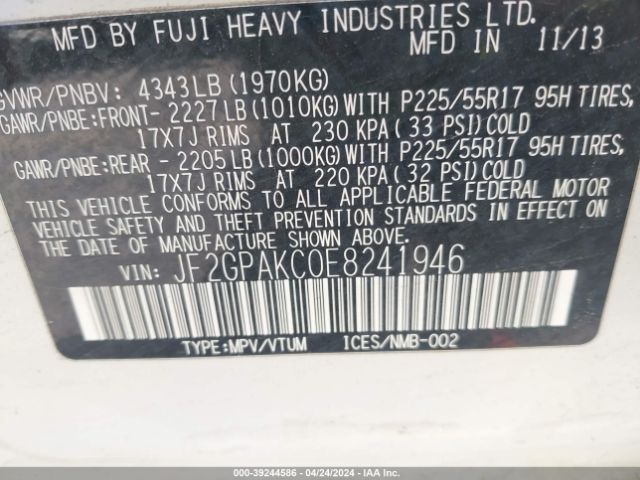 MFD BY FUJI HEAVY INDUSTRIES LTD.
MFD IN 11/13
GVWR/PNBV: 4343LB (1970KG)
GAWR/PNBE:FRONT- 2227LB (1010KG) WITH P225/55R17 95H TIRES,
17X7J RIMS AT 230 KPA ( 33 PSI) COLD
GAWR/PNBE:REAR - 2205LB (1000KG) WITH P225/55R17 95H TIRES,
17X7J RIMS AT 220 KPA ( 32 PSI) COLD
THIS VEHICLE CONFORMS TO ALL APPLICABLE FEDERAL MOTOR
VEHICLE SAFETY AND THEFT PREVENTION STANDARDS IN EFFECT ON
THE DATE OF MANUFACTURE SHOWN ABOVE.
VIN: JF2GPAKC0E8241946
TYPE:MPV/VTUM ICES/NMB-002
000-39244586 - 04/24/2024 - IAAI.COM